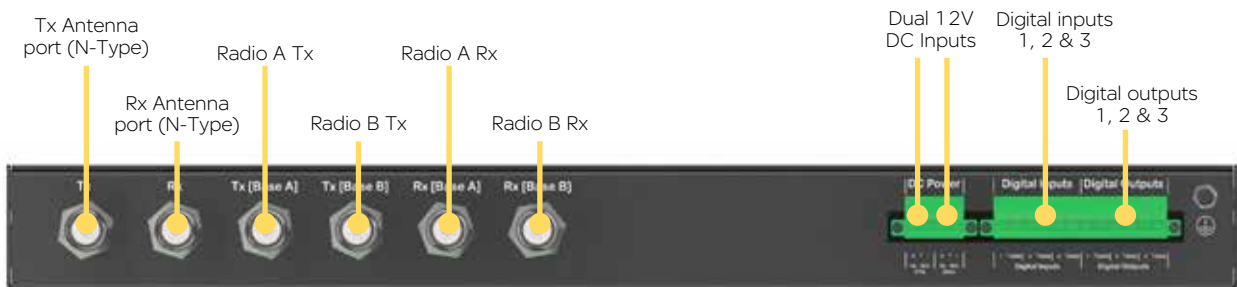 Tx Antenna
port (N-Type)
Rx Antenna
port (N-Type)
Radio A Tx
Radio B Tx
Radio A Rx
Radio B Rx
Dual 12V
DC Inputs
Digital inputs
1, 2 & 3
Digital outputs
1, 2 & 3
Tx
Rx
Tx [Base A]
Tx [Base B]
Rx [Base A]
Rx [Base B]
DC Power
Digital Inputs
Digital Outputs
Digital Inputs
Digital Outputs